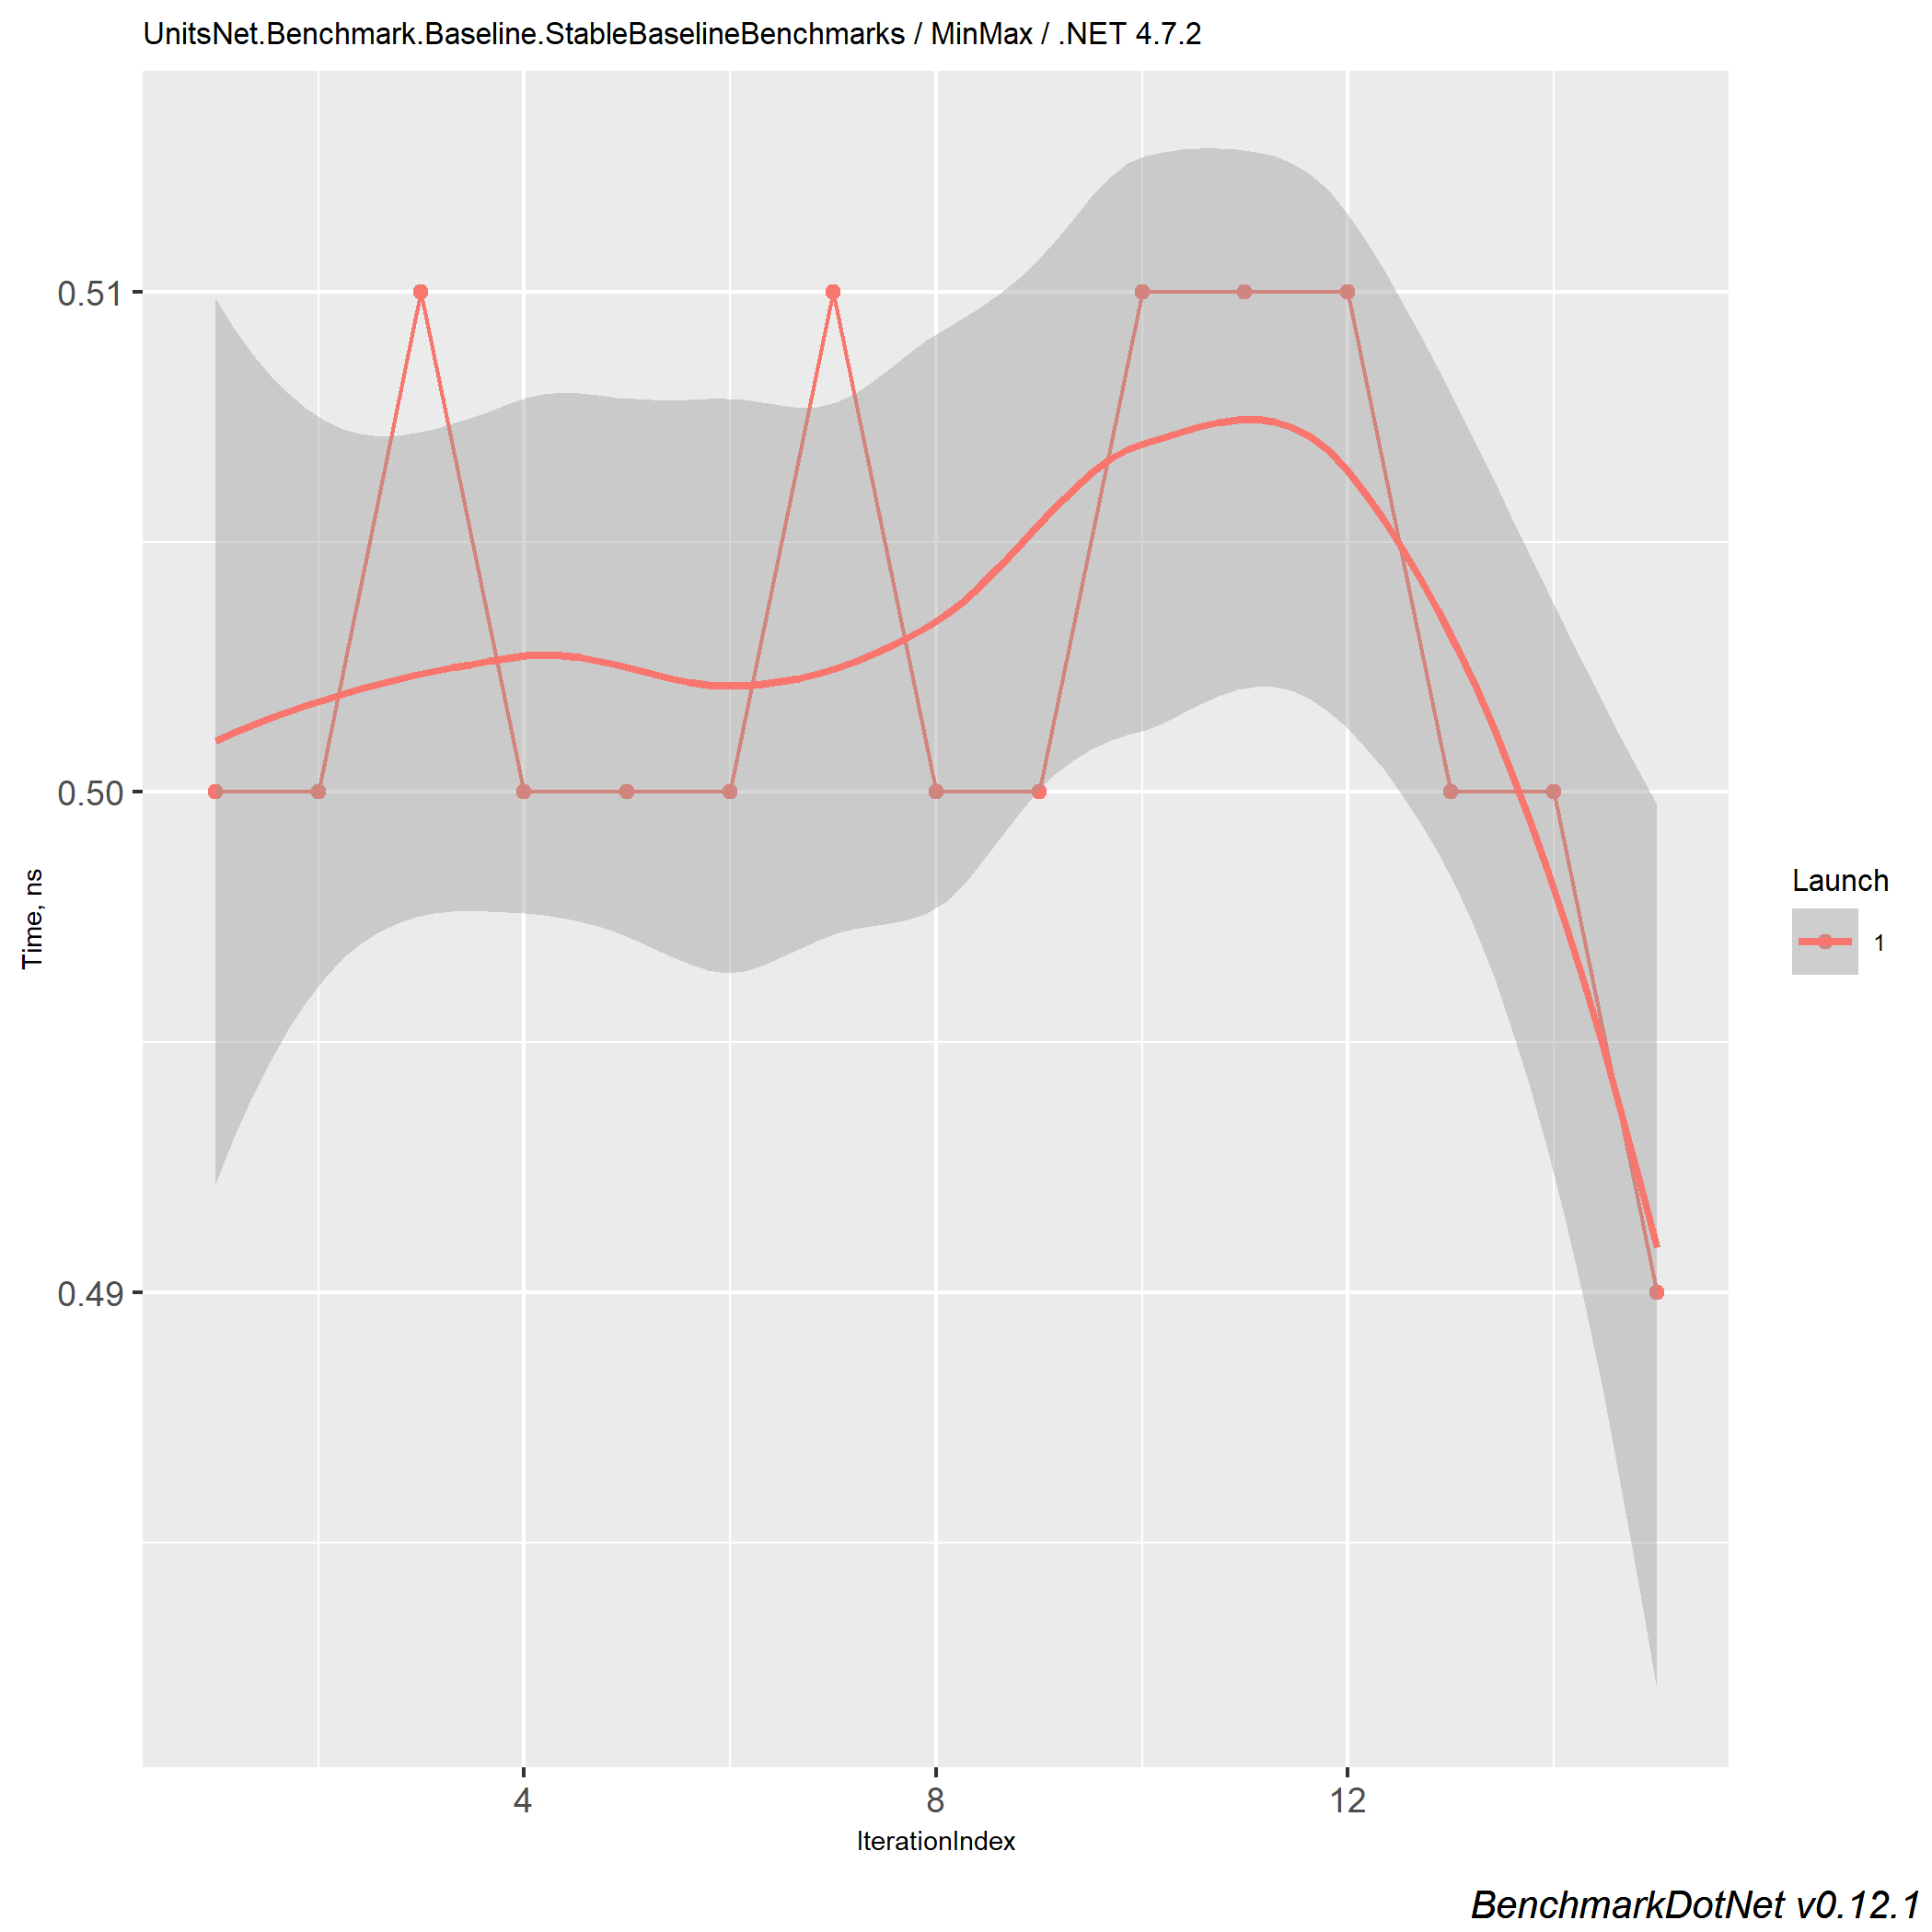 UnitsNet.Benchmark.Baseline.StableBaselineBenchmarks / MinMax / .NET 4.7.2
0.51
0.50
0.49
Time, ns
4 8 12
IterationIndex
Launch
1
BenchmarkDotNet v0.12.1